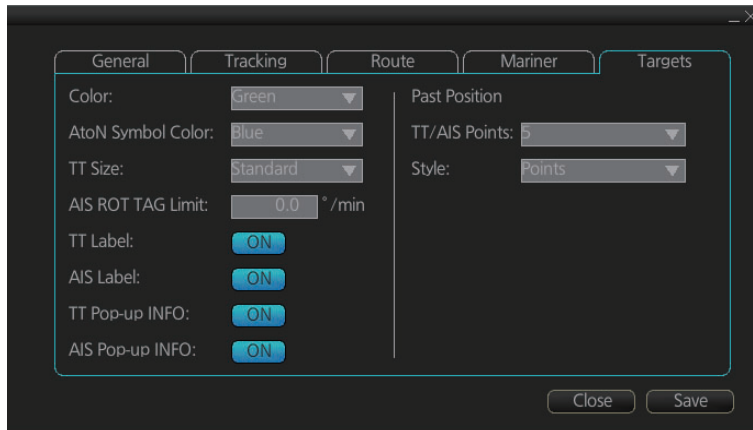 General Tracking Route Mariner Targets
Color: Green
AtoN Symbol Color: Blue
TT Size: Standard
AIS ROT TAG Limit: 0.0 °/min
TT Label: ON
AIS Label: ON
TT Pop-up INFO: ON
AIS Pop-up INFO: ON
Past Position
TT/AIS Points: 5
Style: Points
Close Save